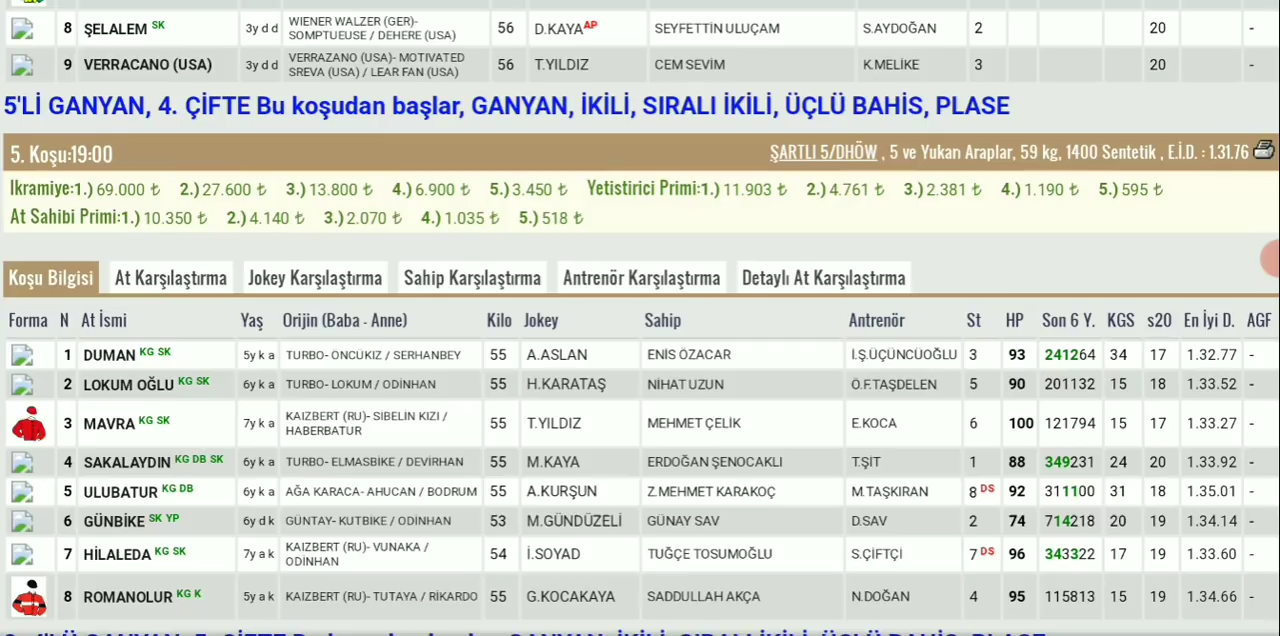 8 ŞELALEM SK 3y d d WIENER WALZER (GER)- SOMPTUEUSE / DEHERE (USA) 56 D.KAYA AP SEYFETTİN ULUÇAM S.AYDOĞAN 2 20 -
9 VERRACANO (USA) 3y d d VERRAZANO (USA)- MOTIVATED SREVA (USA) / LEAR FAN (USA) 56 T.YILDIZ CEM SEVİM K.MELİKE 3 20 -
5'Lİ GANYAN, 4. ÇİFTE Bu koşudan başlar, GANYAN, İKİLİ, SIRALI İKİLİ, ÜÇLÜ BAHİS, PLASE
5. Koşu:19:00 ŞARTLI 5/DHÖW , 5 ve Yukarı Araplar, 59 kg, 1400 Sentetik , E.İ.D. : 1.31.76
Ikramiye:1.) 69.000 ₺ 2.) 27.600 ₺ 3.) 13.800 ₺ 4.) 6.900 ₺ 5.) 3.450 ₺ Yetistirici Primi:1.) 11.903 ₺ 2.) 4.761 ₺ 3.) 2.381 ₺ 4.) 1.190 ₺ 5.) 595 ₺
At Sahibi Primi:1.) 10.350 ₺ 2.) 4.140 ₺ 3.) 2.070 ₺ 4.) 1.035 ₺ 5.) 518 ₺
Koşu Bilgisi At Karşılaştırma Jokey Karşılaştırma Sahip Karşılaştırma Antrenör Karşılaştırma Detaylı At Karşılaştırma
Forma N At İsmi Yaş Orijin (Baba - Anne) Kilo Jokey Sahip Antrenör St HP Son 6 Y. KGS s20 En İyi D. AGF
1 DUMAN KG SK 5y k a TURBO- ÖNCÜKIZ / SERHANBEY 55 A.ASLAN ENİS ÖZACAR İ.Ş.ÜÇÜNCÜOĞLU 3 93 241264 34 17 1.32.77 -
2 LOKUM OĞLU KG SK 6y k a TURBO- LOKUM / ODİNHAN 55 H.KARATAŞ NİHAT UZUN Ö.F.TAŞDELEN 5 90 201132 15 18 1.33.52 -
3 MAVRA KG SK 7y k a KAIZBERT (RU)- SIBELİN KIZI / HABERBATUR 55 T.YILDIZ MEHMET ÇELİK E.KOCA 6 100 121794 15 17 1.33.27 -
4 SAKALAYDIN KG DB SK 6y k a TURBO- ELMASBİKE / DEVİRHAN 55 M.KAYA ERDOĞAN ŞENOCAKLI T.ŞİT 1 88 349231 24 20 1.33.92 -
5 ULUBATUR KG DB 6y k a AĞA KARACA- AHUCAN / BODRUM 55 A.KURŞUN Z.MEHMET KARAKOÇ M.TAŞKIRAN 8 DS 92 311100 31 18 1.35.01 -
6 GÜNBİKE SK YP 6y d k GÜNTAY- KUTBIKE / ODİNHAN 53 M.GÜNDÜZELİ GÜNAY SAV D.SAV 2 74 714218 20 19 1.34.14 -
7 HİLALEDA KG SK 7y a k KAIZBERT (RU)- VUNAKA / ODİNHAN 54 İ.SOYAD TUĞÇE TOSUMOĞLU S.ÇİFTÇİ 7 DS 96 343322 17 19 1.33.60 -
8 ROMANOLUR KG K 5y a k KAIZBERT (RU)- TUTAYA / RİKARDO 55 G.KOCAKAYA SADDULLAH AKÇA N.DOĞAN 4 95 115813 15 19 1.34.66 -